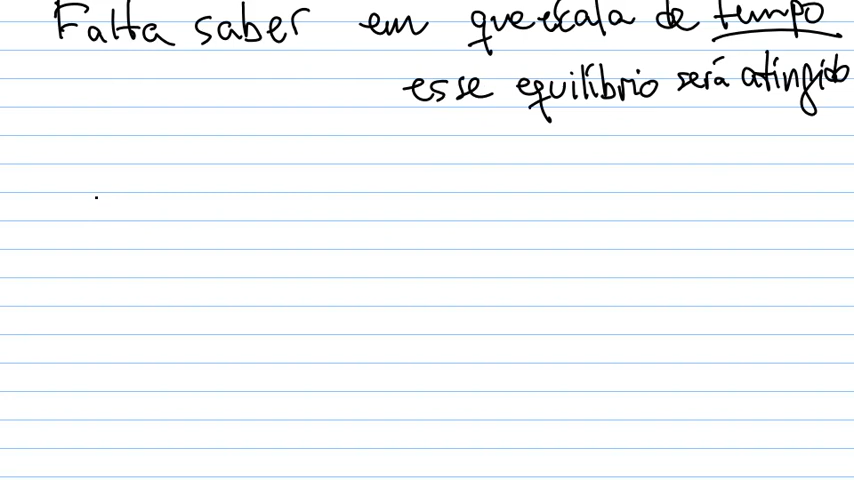 Falta saber em que escala de tempo
esse equilíbrio será atingido